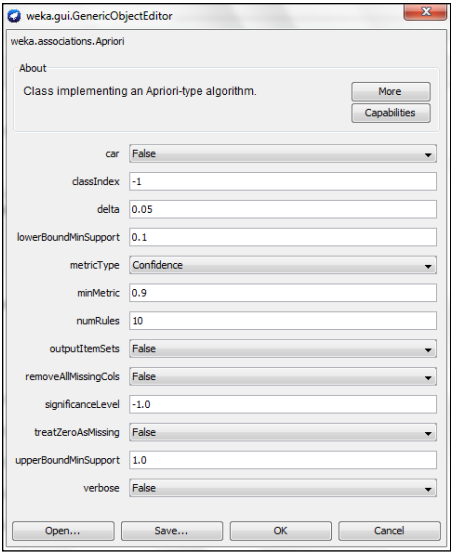 weka.gui.GenericObjectEditor
weka.associations.Apriori
About
Class implementing an Apriori-type algorithm.
More
Capabilities
car False
classIndex -1
delta 0.05
lowerBoundMinSupport 0.1
metricType Confidence
minMetric 0.9
numRules 10
outputItemSets False
removeAllMissingCols False
significanceLevel -1.0
treatZeroAsMissing False
upperBoundMinSupport 1.0
verbose False
Open... Save... OK Cancel